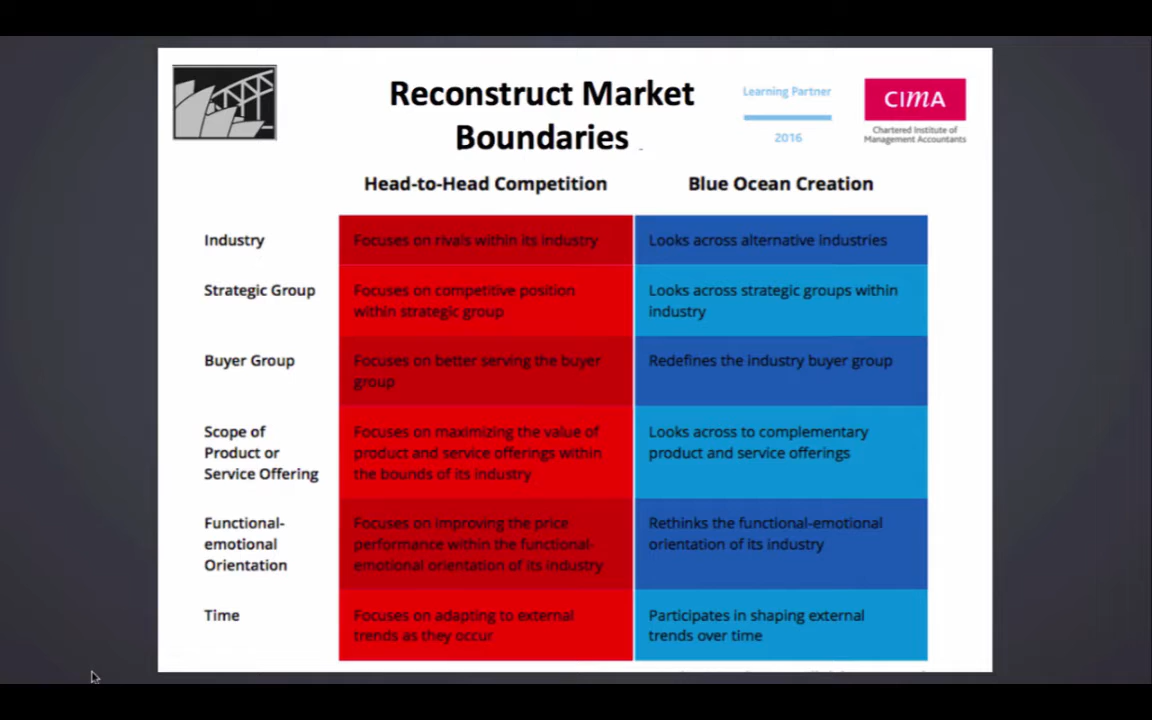 Reconstruct Market
Boundaries
Learning Partner
2016
CIMA
Chartered Institute of
Management Accountants
Head-to-Head Competition
Blue Ocean Creation
Industry
Focuses on rivals within its industry
Looks across alternative industries
Strategic Group
Focuses on competitive position
within strategic group
Looks across strategic groups within
industry
Buyer Group
Focuses on better serving the buyer
group
Redefines the industry buyer group
Scope of
Product or
Service Offering
Focuses on maximizing the value of
product and service offerings within
the bounds of its industry
Looks across to complementary
product and service offerings
Functional-
emotional
Orientation
Focuses on improving the price
performance within the functional-
emotional orientation of its industry
Rethinks the functional-emotional
orientation of its industry
Time
Focuses on adapting to external
trends as they occur
Participates in shaping external
trends over time